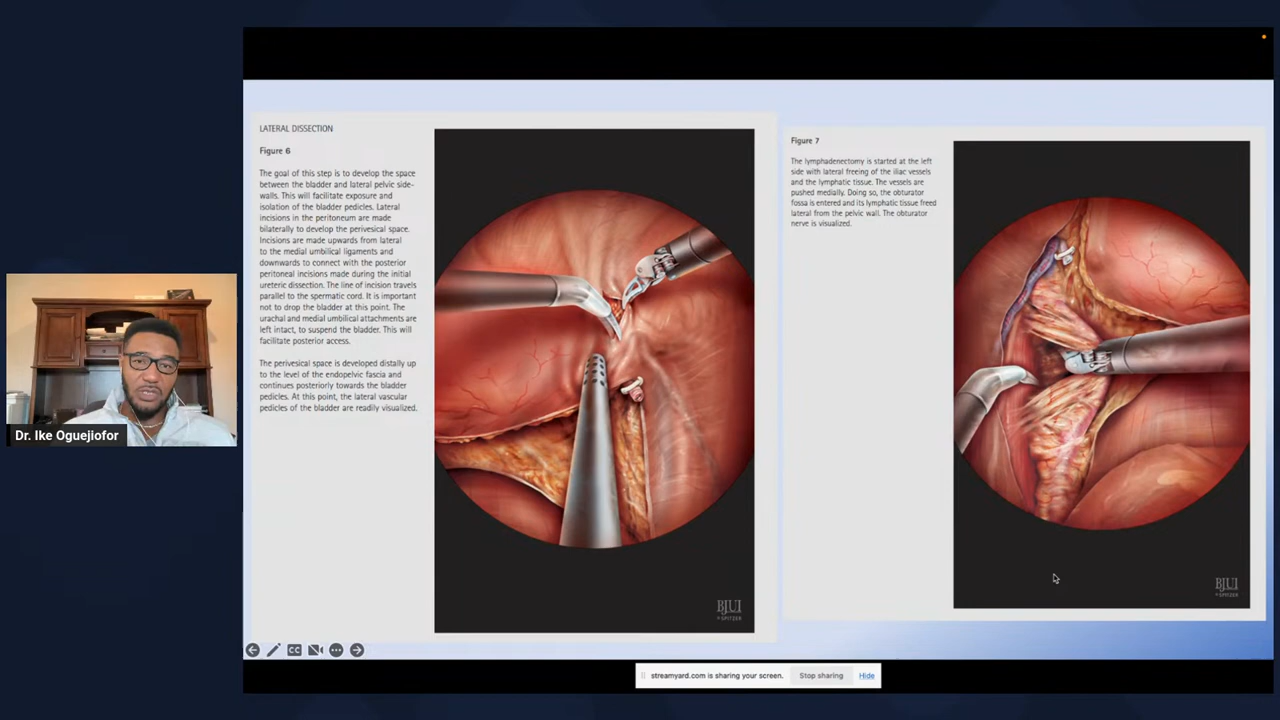 LATERAL DISSECTION
Figure 6
The goal of this step is to develop the space
between the bladder and lateral pelvic side-
walls. This will facilitate exposure and
isolation of the bladder pedicles. Lateral
incisions in the peritoneum are made
bilaterally to develop the perivesical space.
Incisions are made upwards from lateral
to the medial umbilical ligaments and
downwards to connect with the posterior
peritoneal incisions made during the initial
ureteric dissection. The line of incision travels
parallel to the spermatic cord. It is important
not to drop the bladder at this point. The
urachal and medial umbilical attachments are
left intact, to suspend the bladder. This will
facilitate posterior access.
The perivesical space is developed distally up
to the level of the endopelvic fascia and
continues posteriorly towards the bladder
pedicles. At this point, the lateral vascular
pedicles of the bladder are readily visualized.
BJUI
© SPITZER
Figure 7
The lymphadenectomy is started at the left
side with lateral freeing of the iliac vessels
and the lymphatic tissue. The vessels are
pushed medially. Doing so, the obturator
fossa is entered and its lymphatic tissue freed
lateral from the pelvic wall. The obturator
nerve is visualized.
BJUI
© SPITZER
Dr. Ike Oguejiofor
CC
streamyard.com is sharing your screen.
Stop sharing
Hide